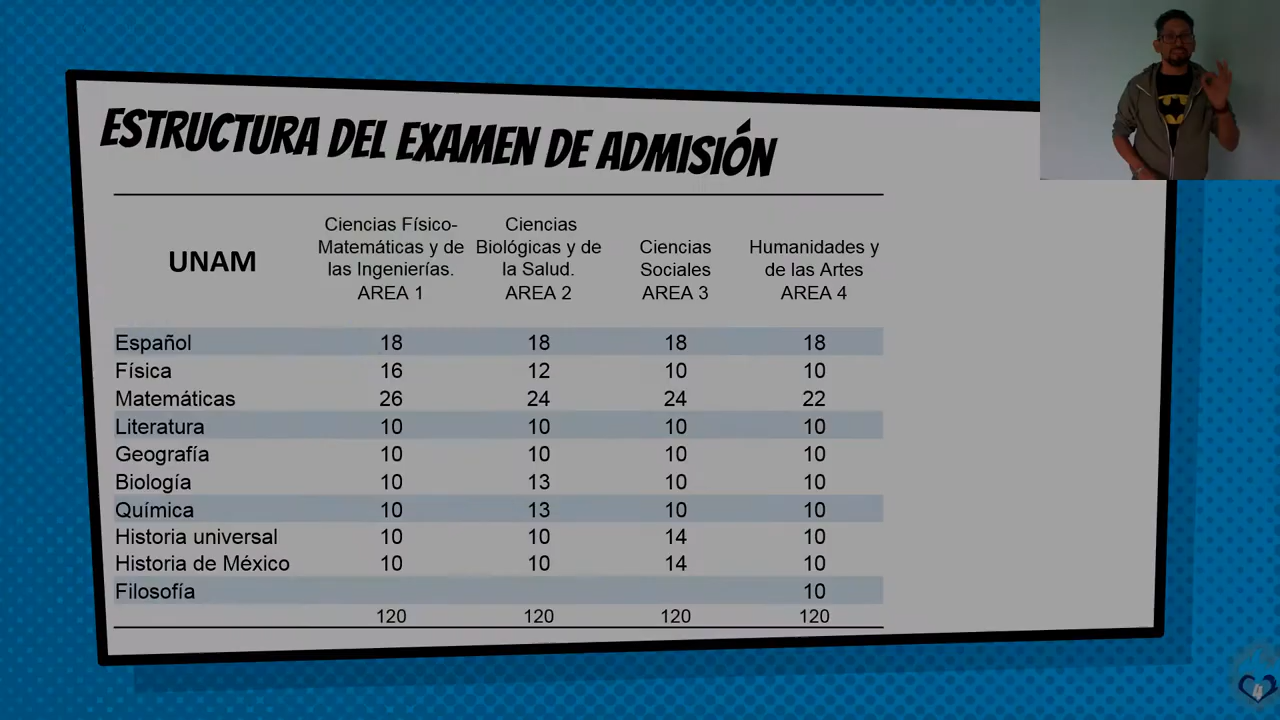 ESTRUCTURA DEL EXAMEN DE ADMISIÓN
UNAM
Ciencias Físico-
Matemáticas y de
las Ingenierías.
AREA 1
Ciencias
Biológicas y de
la Salud.
AREA 2
Ciencias
Sociales
AREA 3
Humanidades y
de las Artes
AREA 4
Español 18 18 18 18
Física 16 12 10 10
Matemáticas 26 24 24 22
Literatura 10 10 10 10
Geografía 10 10 10 10
Biología 10 13 10 10
Química 10 13 10 10
Historia universal 10 10 14 10
Historia de México 10 10 14 10
Filosofía 10
120 120 120 120